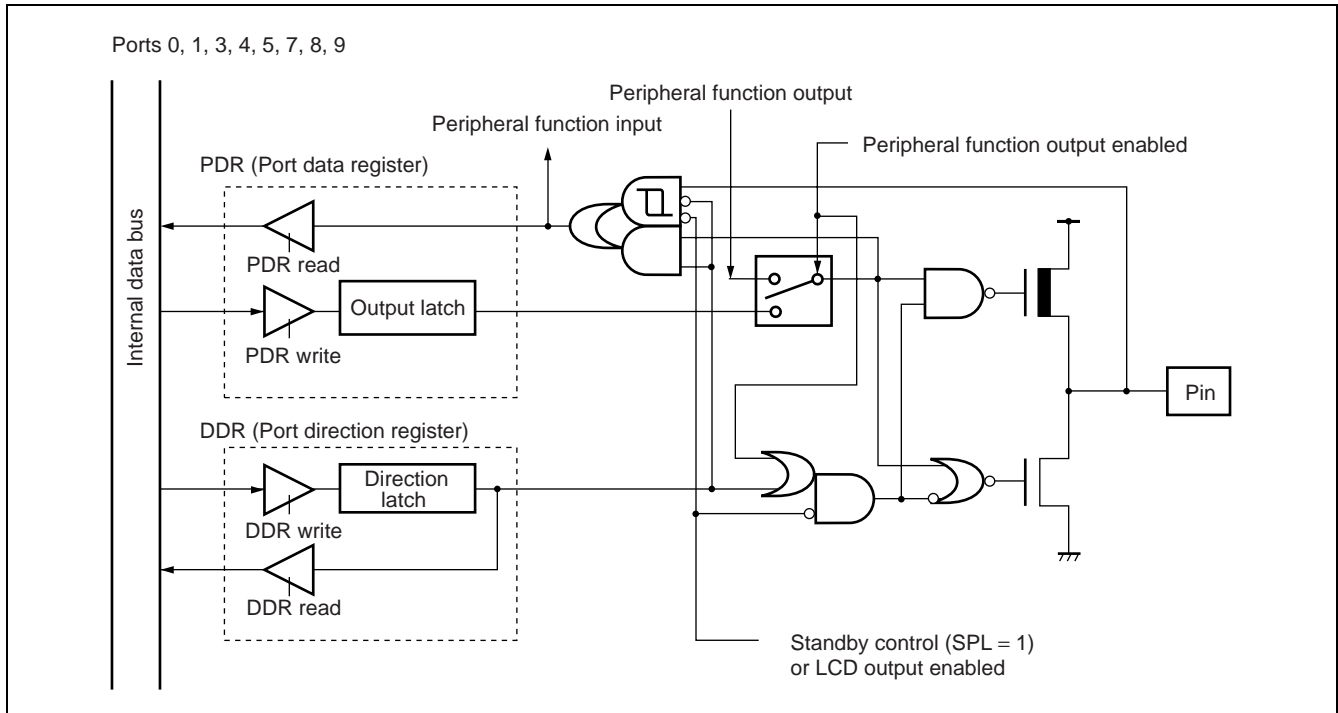 Ports 0, 1, 3, 4, 5, 7, 8, 9
Peripheral function output
Peripheral function input
Peripheral function output enabled
PDR (Port data register)
Internal data bus
PDR read
Output latch
PDR write
Pin
DDR (Port direction register)
Direction
latch
DDR write
DDR read
Standby control (SPL = 1)
or LCD output enabled